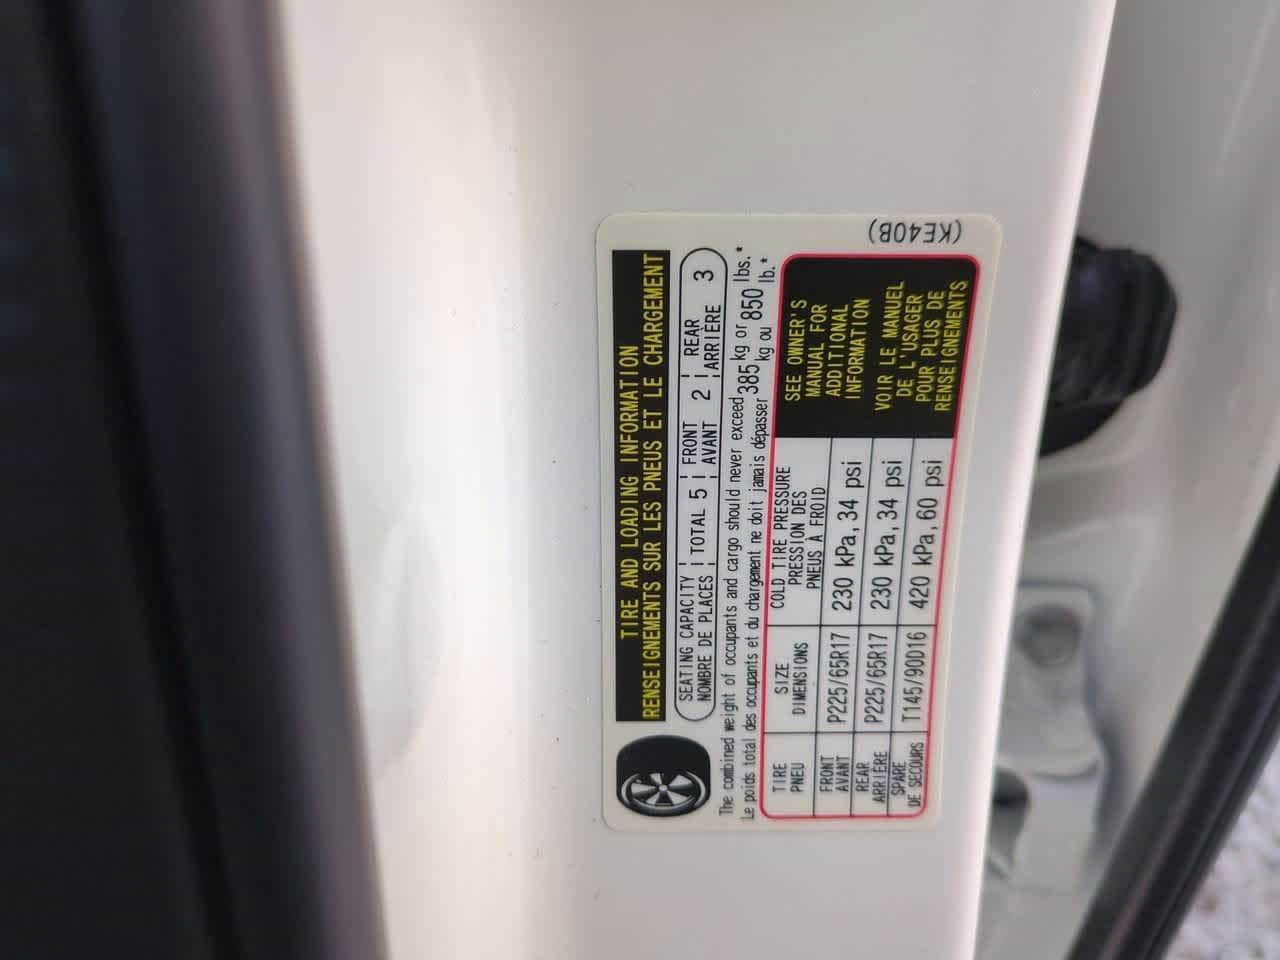 TIRE AND LOADING INFORMATION
RENSEIGNEMENTS SUR LES PNEUS ET LE CHARGEMENT
SEATING CAPACITY
NOMBRE DE PLACES
TOTAL 5
FRONT
AVANT
2
REAR
ARRIÈRE
3
The combined weight of occupants and cargo should never exceed 385 kg or 850 lbs.*
Le poids total des occupants et du chargement ne doit jamais dépasser kg ou lb.*
TIRE
PNEU
SIZE
DIMENSIONS
COLD TIRE PRESSURE
PRESSION DES
PNEUS À FROID
FRONT
AVANT
P225/65R17
230 kPa, 34 psi
REAR
ARRIÈRE
P225/65R17
230 kPa, 34 psi
SPARE
DE SECOURS
T145/90D16
420 kPa, 60 psi
SEE OWNER'S
MANUAL FOR
ADDITIONAL
INFORMATION
VOIR LE MANUEL
DE L'USAGER
POUR PLUS DE
RENSEIGNEMENTS
(KE40B)